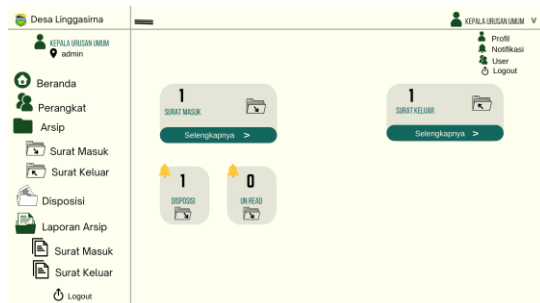 Desa Linggasirna
KEPALA URUSAN UMUM V
KEPALA URUSAN UMUM
admin
Profil
Notifikasi
User
Logout
Beranda
Perangkat
Arsip
Surat Masuk
Surat Keluar
Disposisi
Laporan Arsip
Surat Masuk
Surat Keluar
Logout
1
SURAT MASUK
Selengkapnya >
1
SURAT KELUAR
Selengkapnya >
1
DISPOSISI
0
UN READ